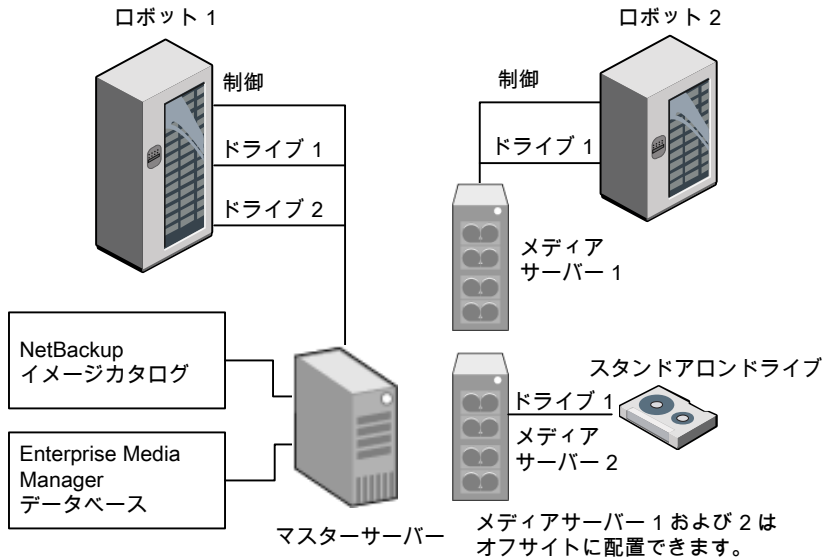 ロボット 1
制御
ドライブ 1
ドライブ 2
ロボット 2
制御
ドライブ 1
メディア
サーバー 1
NetBackup
イメージカタログ
Enterprise Media
Manager
データベース
マスターサーバー
スタンドアロンドライブ
ドライブ 1
メディア
サーバー 2
メディアサーバー 1 および 2 は
オフサイトに配置できます。